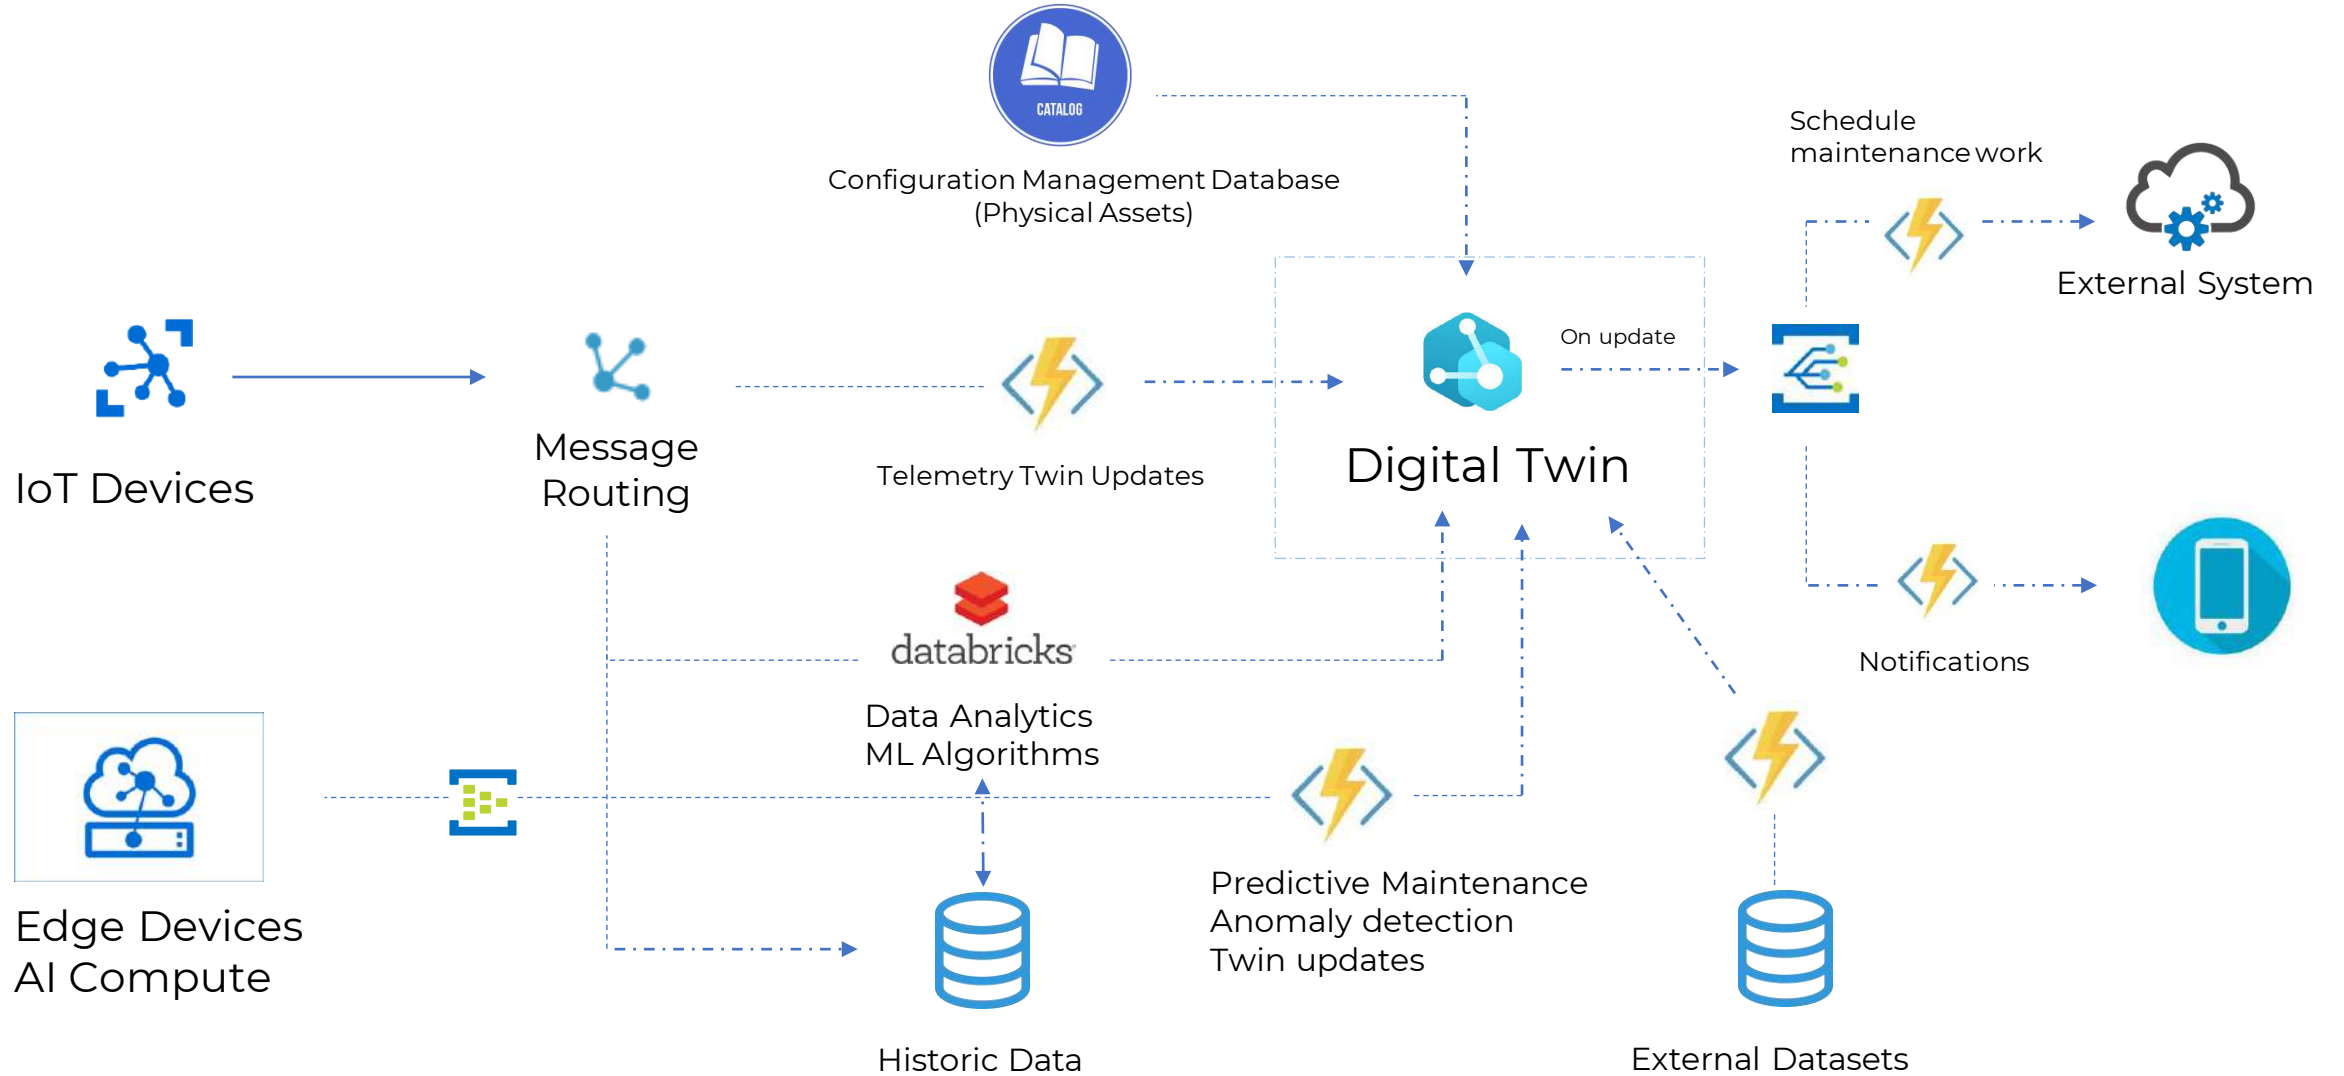 CATALOG
Configuration Management Database
(Physical Assets)
Schedule
maintenance work
External System
On update
Message
Routing
IoT Devices
Telemetry Twin Updates
Digital Twin
databricks
Notifications
Data Analytics
ML Algorithms
Edge Devices
AI Compute
Predictive Maintenance
Anomaly detection
Twin updates
Historic Data
External Datasets